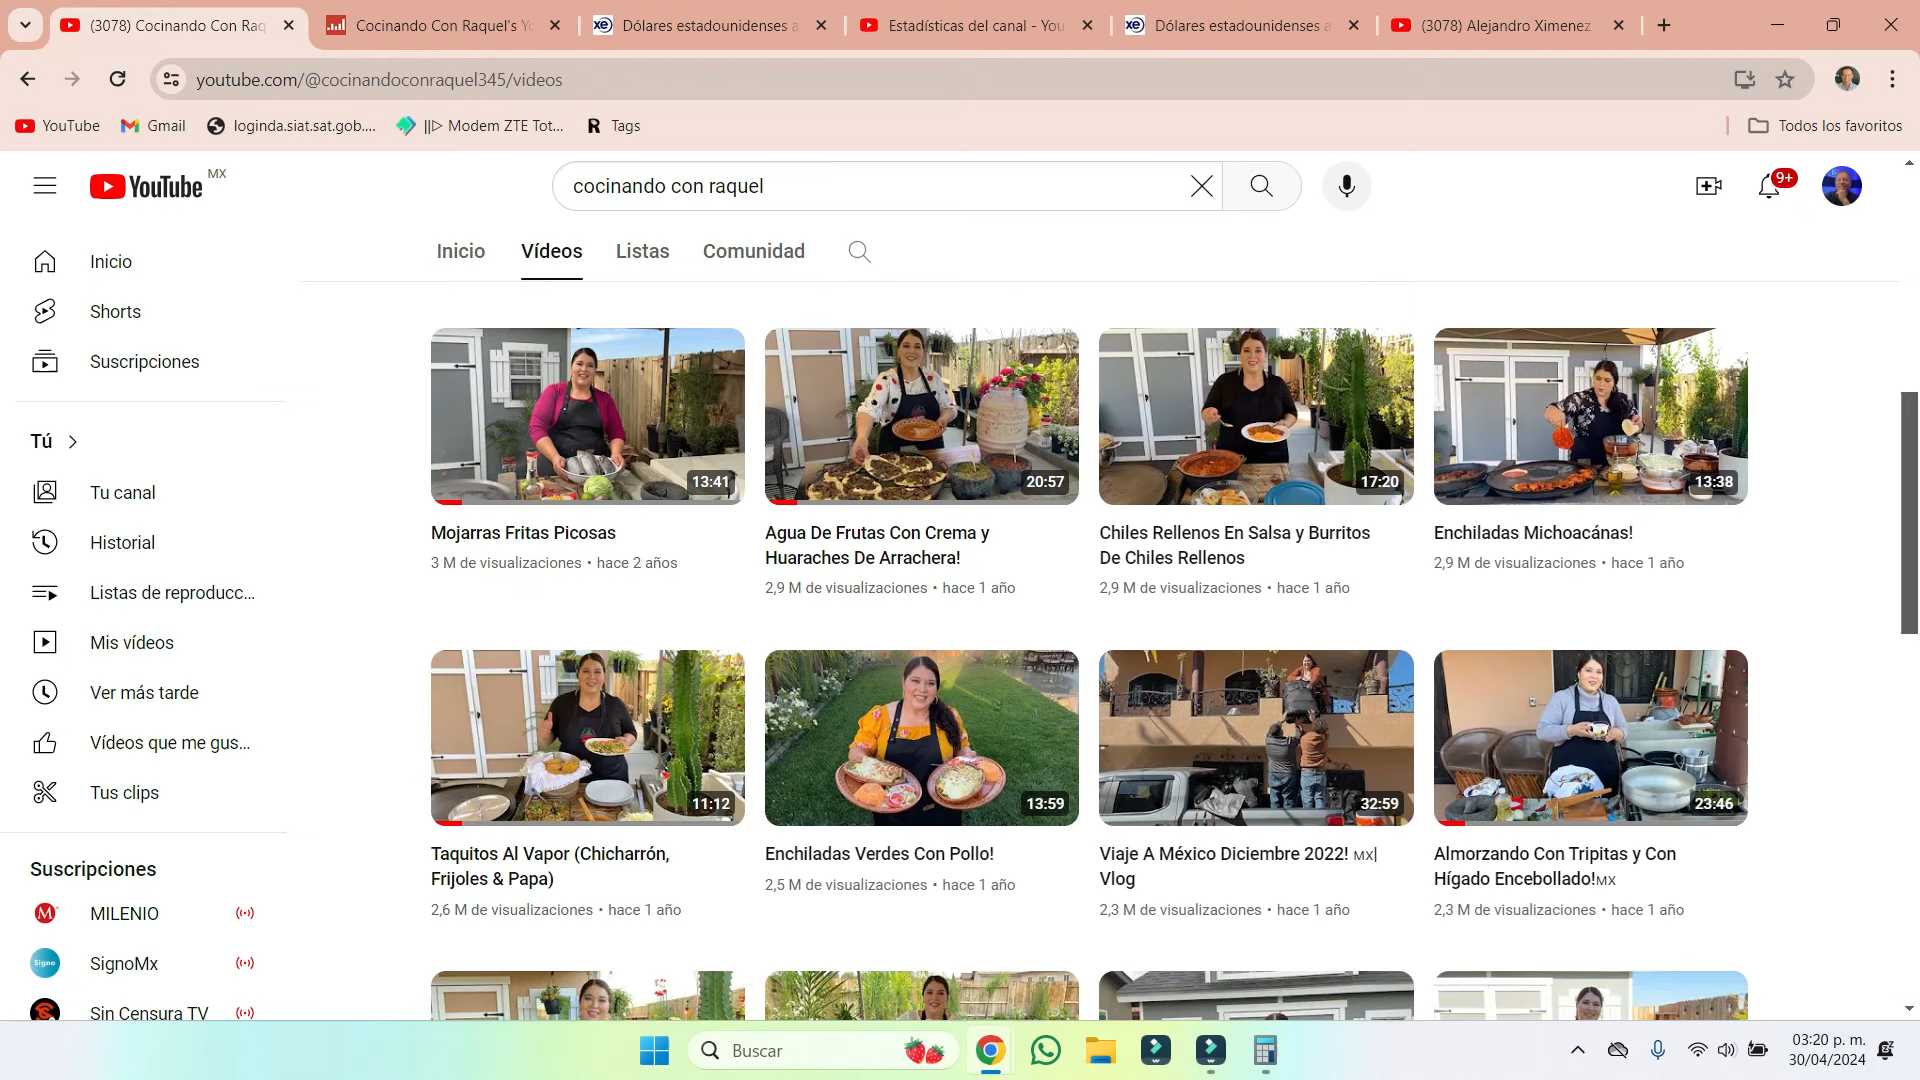 (3078) Cocinando Con Raq
Cocinando Con Raquel's Yo
xe
Dólares estadounidenses a
Estadísticas del canal - You
xe
Dólares estadounidenses a
(3078) Alejandro Ximenez
youtube.com/@cocinandoconraquel345/videos
YouTube
Gmail
loginda.siat.sat.gob....
||▷ Modem ZTE Tot...
R Tags
Todos los favoritos
YouTube MX
cocinando con raquel
9+
Inicio
Shorts
Suscripciones
Tú
Tu canal
Historial
Listas de reproducc...
Mis vídeos
Ver más tarde
Vídeos que me gus...
Tus clips
Suscripciones
MILENIO
Signo
SignoMx
Sin Censura TV
Inicio
Vídeos
Listas
Comunidad
13:41
Mojarras Fritas Picosas
3 M de visualizaciones • hace 2 años
20:57
Agua De Frutas Con Crema y
Huaraches De Arrachera!
2,9 M de visualizaciones • hace 1 año
17:20
Chiles Rellenos En Salsa y Burritos
De Chiles Rellenos
2,9 M de visualizaciones • hace 1 año
13:38
Enchiladas Michoacánas!
2,9 M de visualizaciones • hace 1 año
11:12
Taquitos Al Vapor (Chicharrón,
Frijoles & Papa)
2,6 M de visualizaciones • hace 1 año
13:59
Enchiladas Verdes Con Pollo!
2,5 M de visualizaciones • hace 1 año
32:59
Viaje A México Diciembre 2022! MX|
Vlog
2,3 M de visualizaciones • hace 1 año
23:46
Almorzando Con Tripitas y Con
Hígado Encebollado!MX
2,3 M de visualizaciones • hace 1 año
Buscar
03:20 p. m.
30/04/2024